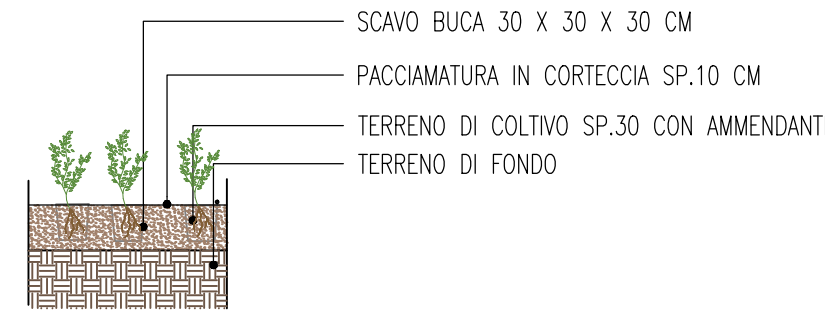 SCAVO BUCA 30 X 30 X 30 CM
PACCIAMATURA IN CORTECCIA SP.10 CM
TERRENO DI COLTIVO SP.30 CON AMMENDANT
TERRENO DI FONDO